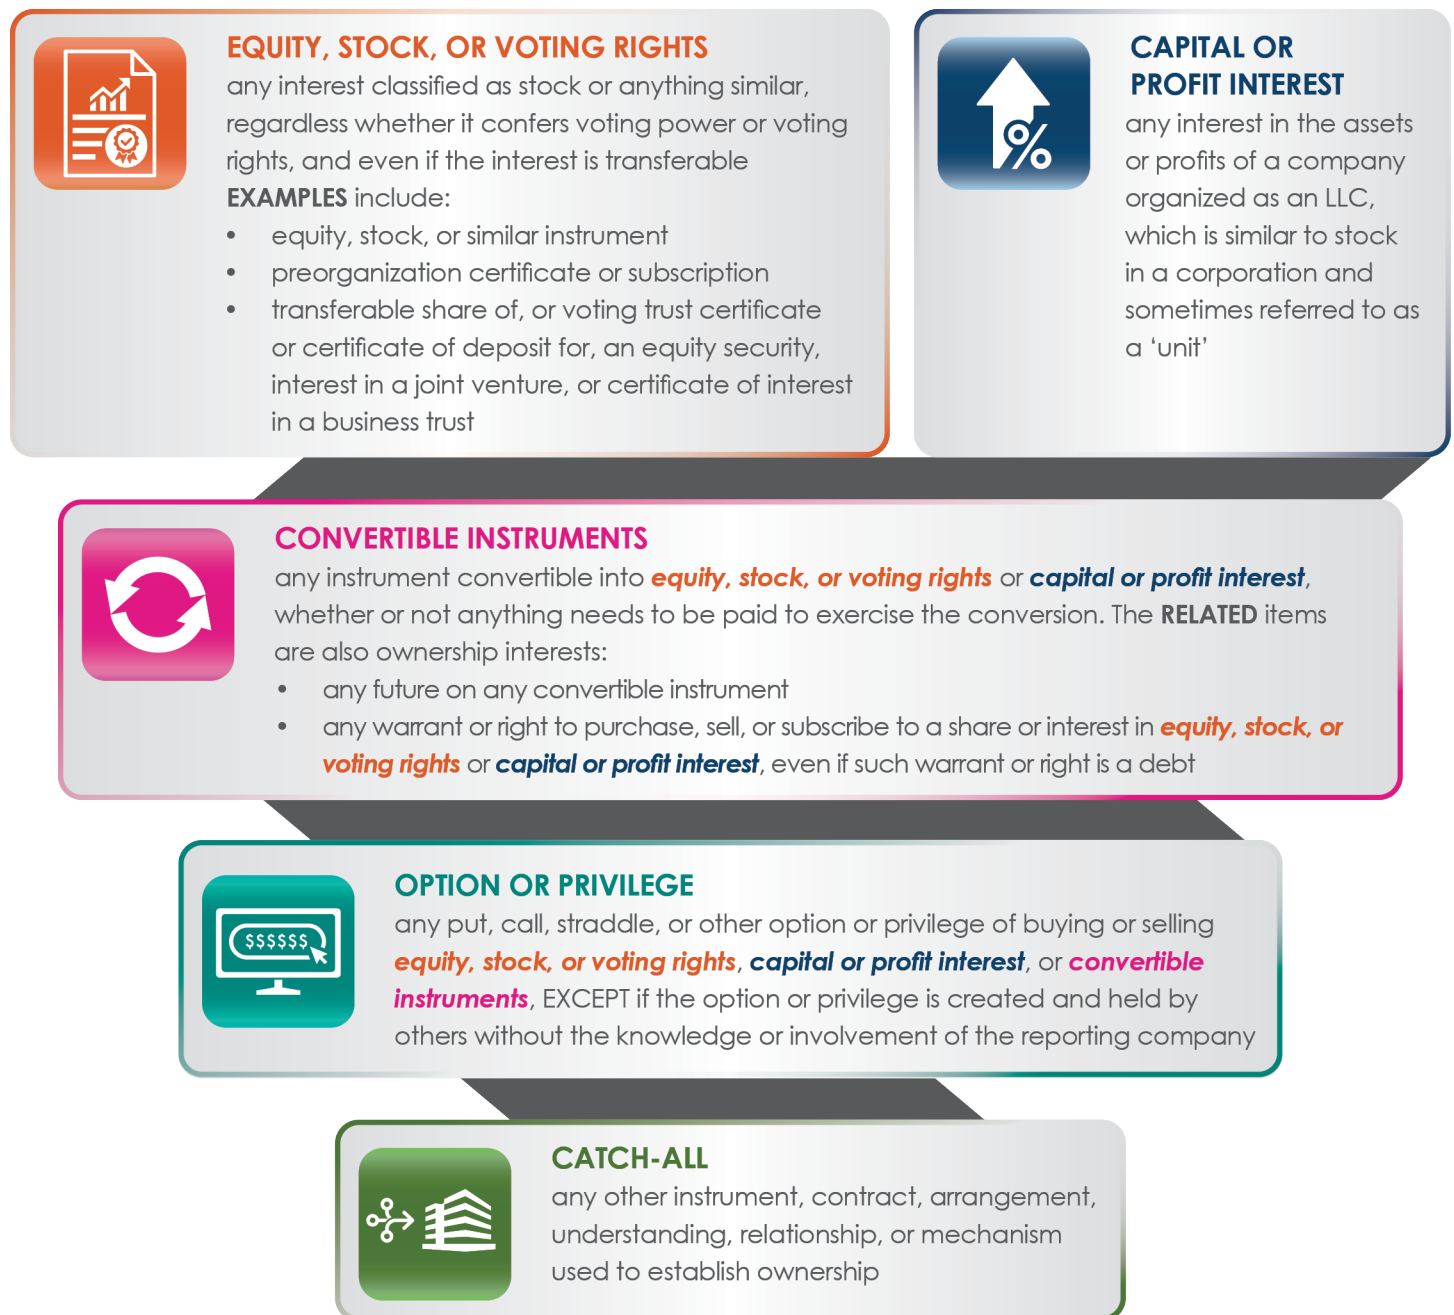 EQUITY, STOCK, OR VOTING RIGHTS
any interest classified as stock or anything similar,
regardless whether it confers voting power or voting
rights, and even if the interest is transferable
EXAMPLES include:
• equity, stock, or similar instrument
• preorganization certificate or subscription
• transferable share of, or voting trust certificate
or certificate of deposit for, an equity security,
interest in a joint venture, or certificate of interest
in a business trust
%
CAPITAL OR
PROFIT INTEREST
any interest in the assets
or profits of a company
organized as an LLC,
which is similar to stock
in a corporation and
sometimes referred to as
a ‘unit’
CONVERTIBLE INSTRUMENTS
any instrument convertible into equity, stock, or voting rights or capital or profit interest,
whether or not anything needs to be paid to exercise the conversion. The RELATED items
are also ownership interests:
• any future on any convertible instrument
• any warrant or right to purchase, sell, or subscribe to a share or interest in equity, stock, or
voting rights or capital or profit interest, even if such warrant or right is a debt
$$$$$$
OPTION OR PRIVILEGE
any put, call, straddle, or other option or privilege of buying or selling
equity, stock, or voting rights, capital or profit interest, or convertible
instruments, EXCEPT if the option or privilege is created and held by
others without the knowledge or involvement of the reporting company
CATCH-ALL
any other instrument, contract, arrangement,
understanding, relationship, or mechanism
used to establish ownership